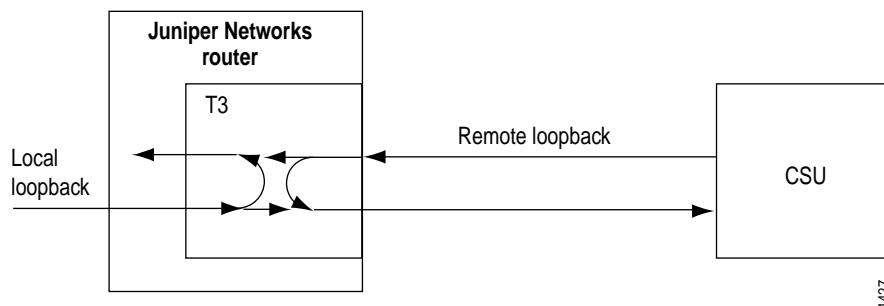 Juniper Networks
router
T3
Remote loopback
Local
loopback
CSU